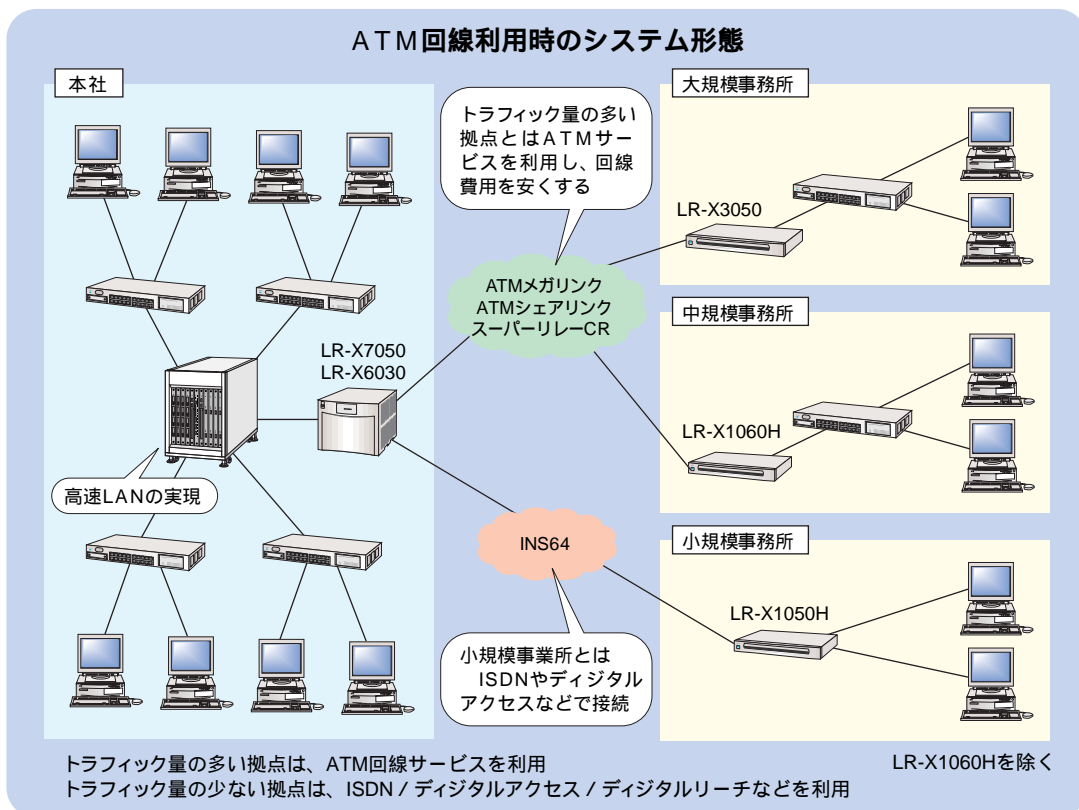 ATM回線利用時のシステム形態
本社
トラフィック量の多い
拠点とはATMサー
ビスを利用し、回線
費用を安くする
大規模事務所
LR-X3050
ATMメガリンク
ATMシェアリンク
スーパーリレーCR
中規模事務所
LR-X7050
LR-X6030
LR-X1060H
高速LANの実現
INS64
小規模事務所
LR-X1050H
小規模事業所とは
ISDNやディジタル
アクセスなどで接続
トラフィック量の多い拠点は、ATM回線サービスを利用
LR-X1060Hを除く
トラフィック量の少ない拠点は、ISDN / ディジタルアクセス / ディジタルリーチなどを利用